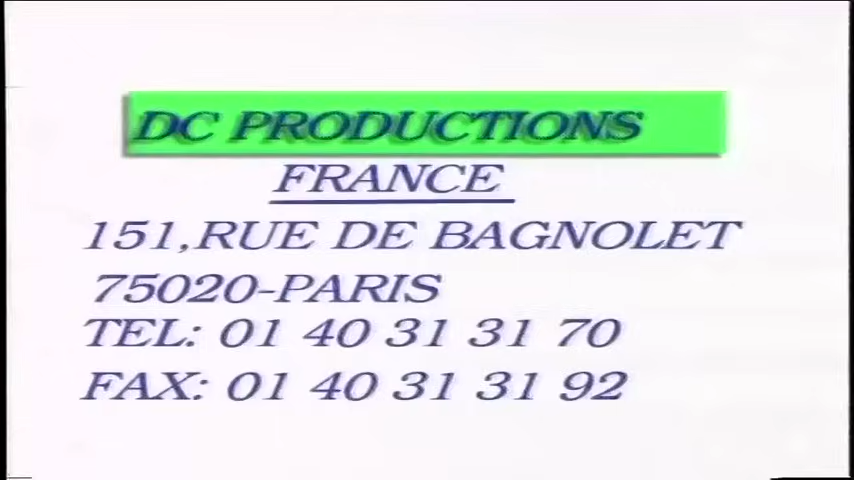 DC PRODUCTIONS
FRANCE
151,RUE DE BAGNOLET
75020-PARIS
TEL: 01 40 31 31 70
FAX: 01 40 31 31 92